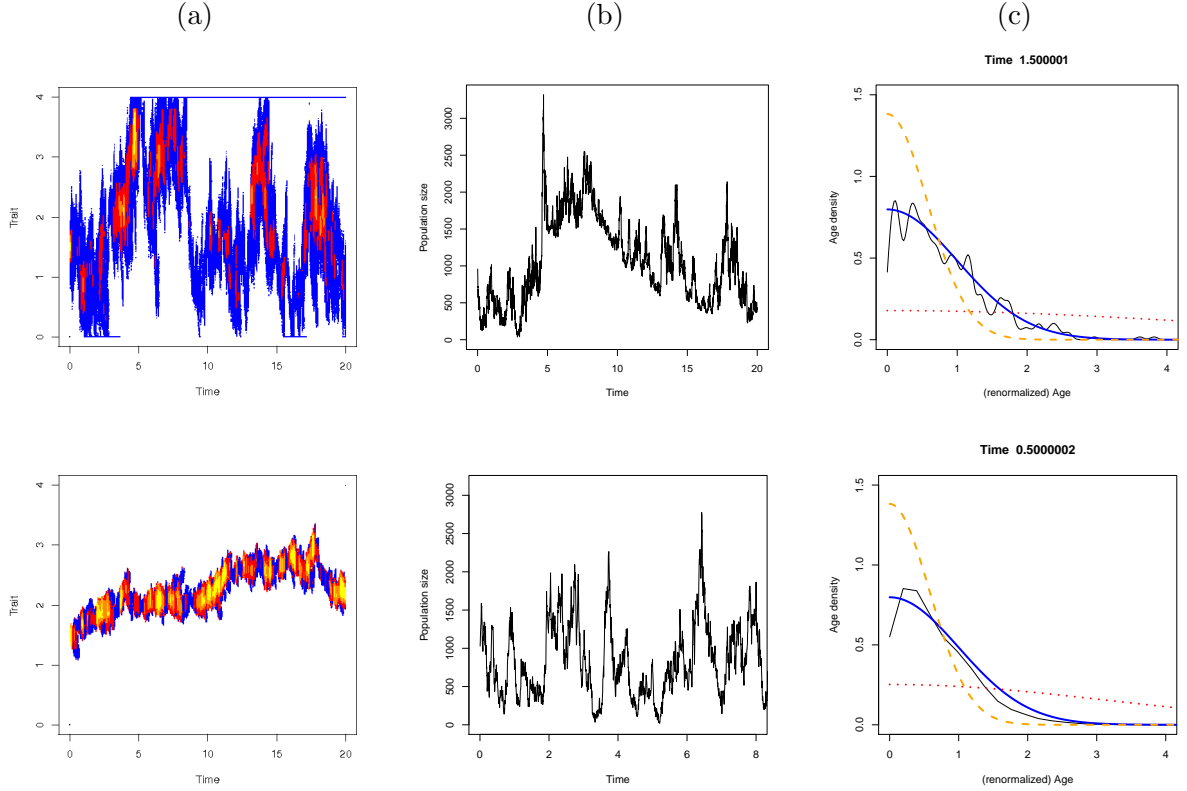 (a)
(b)
(c)
Trait
0 1 2 3 4
0 5 10 15 20
Time
Population size
0 500 1000 1500 2000 2500 3000
0 5 10 15 20
Time
Time 1.500001
Age density
0.0 0.5 1.0 1.5
0 1 2 3 4
(renormalized) Age
Trait
0 1 2 3 4
0 5 10 15 20
Time
Population size
0 500 1000 1500 2000 2500 3000
0 2 4 6 8
Time
Time 0.5000002
Age density
0.0 0.5 1.0 1.5
0 1 2 3 4
(renormalized) Age